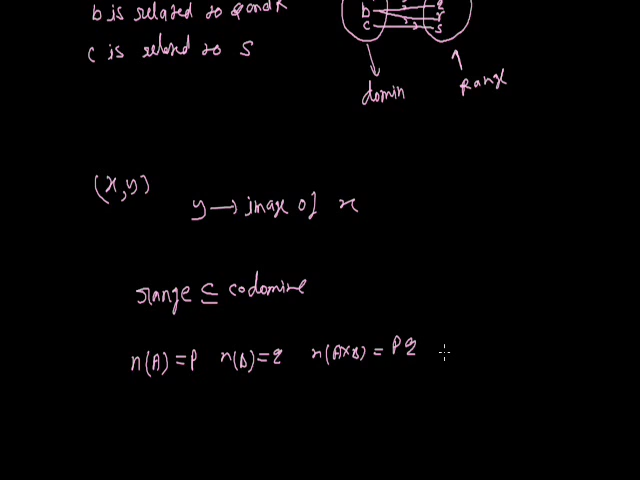 b is related to q and r
c is related to s
b
c
q
r
s
domin
Range
(x,y)
y → image of x
range ⊆ codomine
n(A) = P n(B) = q n(A×B) = Pq